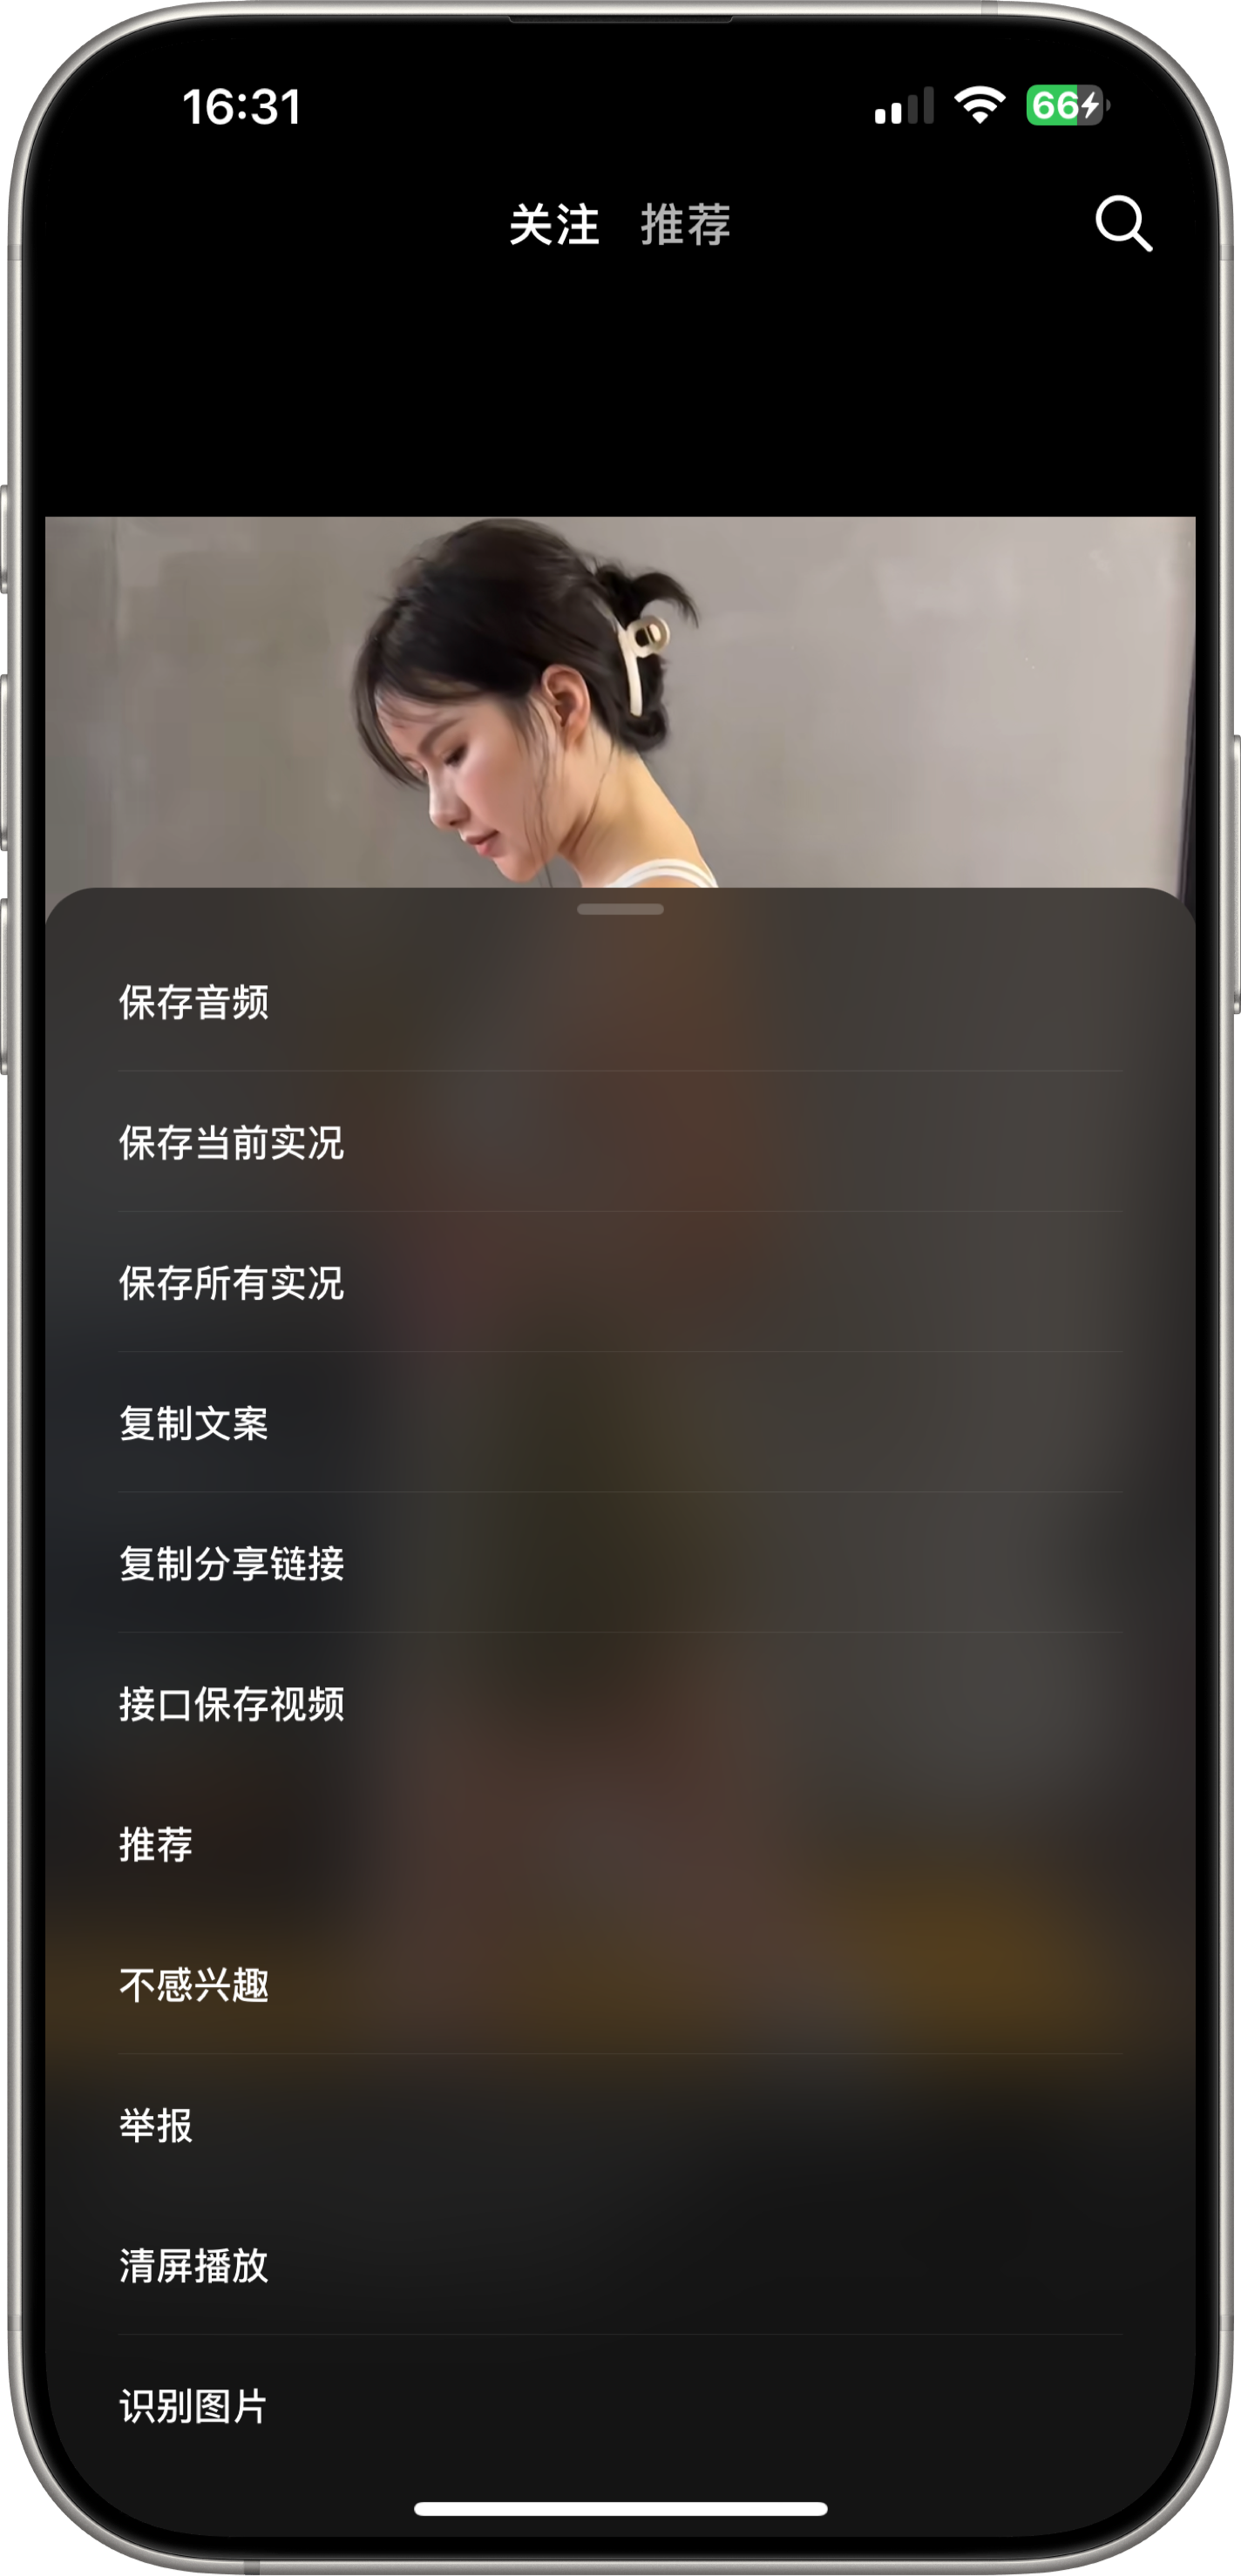 16:31
66
关注 推荐
保存音频
保存当前实况
保存所有实况
复制文案
复制分享链接
接口保存视频
推荐
不感兴趣
举报
清屏播放
识别图片